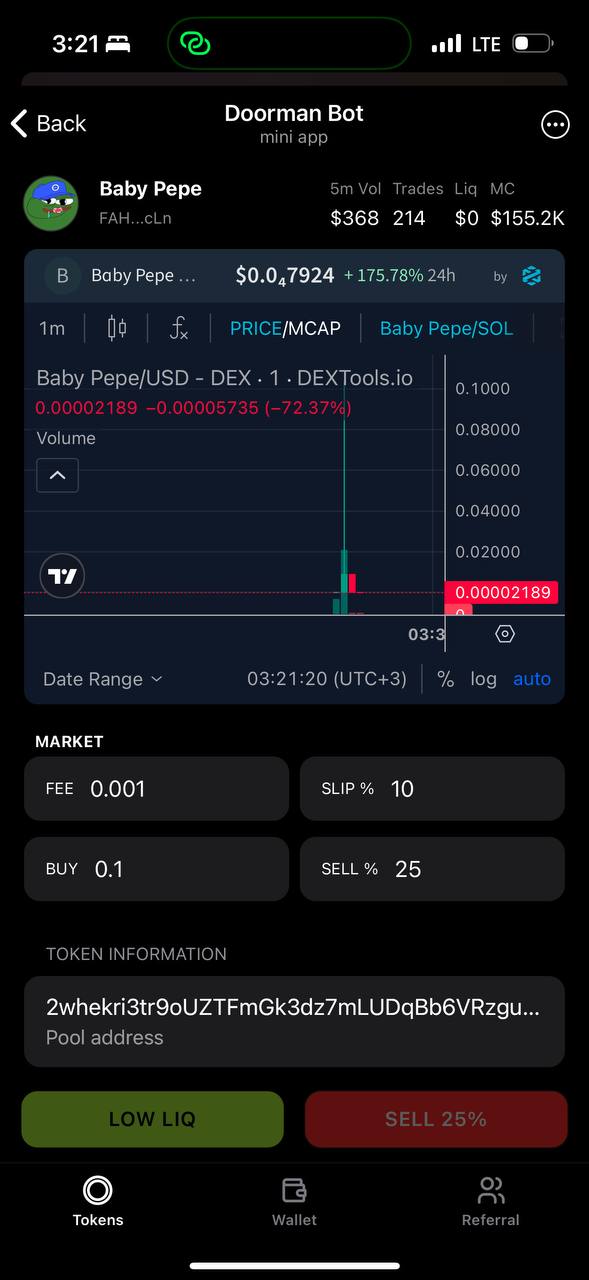 3:21
LTE
Back
Doorman Bot
mini app
Baby Pepe
FAH...cLn
5m Vol Trades Liq MC
$368 214 $0 $155.2K
B Baby Pepe ... $0.0₄7924 + 175.78% 24h by
1m fx PRICE/MCAP Baby Pepe/SOL
Baby Pepe/USD - DEX · 1 · DEXTools.io
0.00002189 −0.00005735 (−72.37%)
Volume
0.1000
0.08000
0.06000
0.04000
0.02000
0.00002189
0
03:3
Date Range 03:21:20 (UTC+3) % log auto
MARKET
FEE 0.001 SLIP % 10
BUY 0.1 SELL % 25
TOKEN INFORMATION
2whekri3tr9oUZTFmGk3dz7mLUDqBb6VRzgu...
Pool address
LOW LIQ SELL 25%
Tokens Wallet Referral